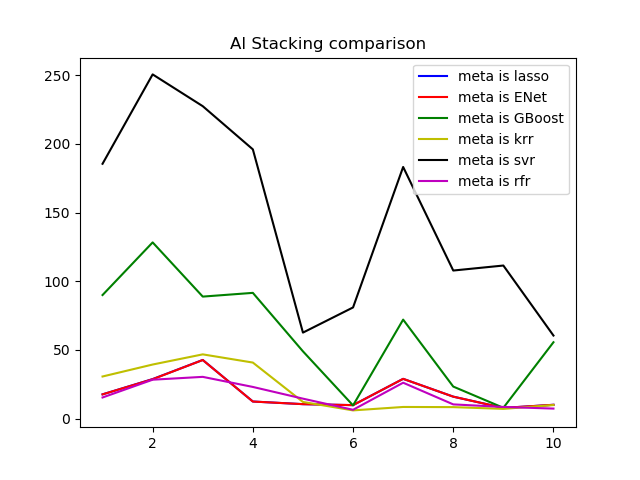 Al Stacking comparison
meta is lasso
meta is ENet
meta is GBoost
meta is krr
meta is svr
meta is rfr
250
200
150
100
50
0
2
4
6
8
10